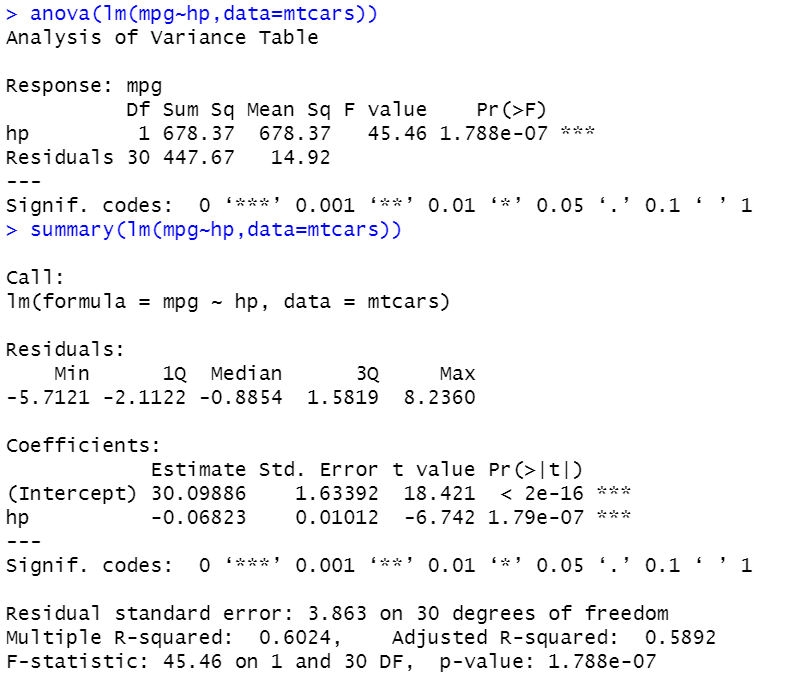 > anova(lm(mpg~hp,data=mtcars))
Analysis of Variance Table

Response: mpg
          Df Sum Sq Mean Sq F value    Pr(>F)
hp         1 678.37  678.37   45.46 1.788e-07 ***
Residuals 30 447.67   14.92
---
Signif. codes:  0 ‘***’ 0.001 ‘**’ 0.01 ‘*’ 0.05 ‘.’ 0.1 ‘ ’ 1
> summary(lm(mpg~hp,data=mtcars))

Call:
lm(formula = mpg ~ hp, data = mtcars)

Residuals:
    Min      1Q  Median      3Q     Max
-5.7121 -2.1122 -0.8854  1.5819  8.2360

Coefficients:
            Estimate Std. Error t value Pr(>|t|)
(Intercept) 30.09886    1.63392  18.421  < 2e-16 ***
hp          -0.06823    0.01012  -6.742 1.79e-07 ***
---
Signif. codes:  0 ‘***’ 0.001 ‘**’ 0.01 ‘*’ 0.05 ‘.’ 0.1 ‘ ’ 1

Residual standard error: 3.863 on 30 degrees of freedom
Multiple R-squared:  0.6024,    Adjusted R-squared:  0.5892
F-statistic: 45.46 on 1 and 30 DF,  p-value: 1.788e-07